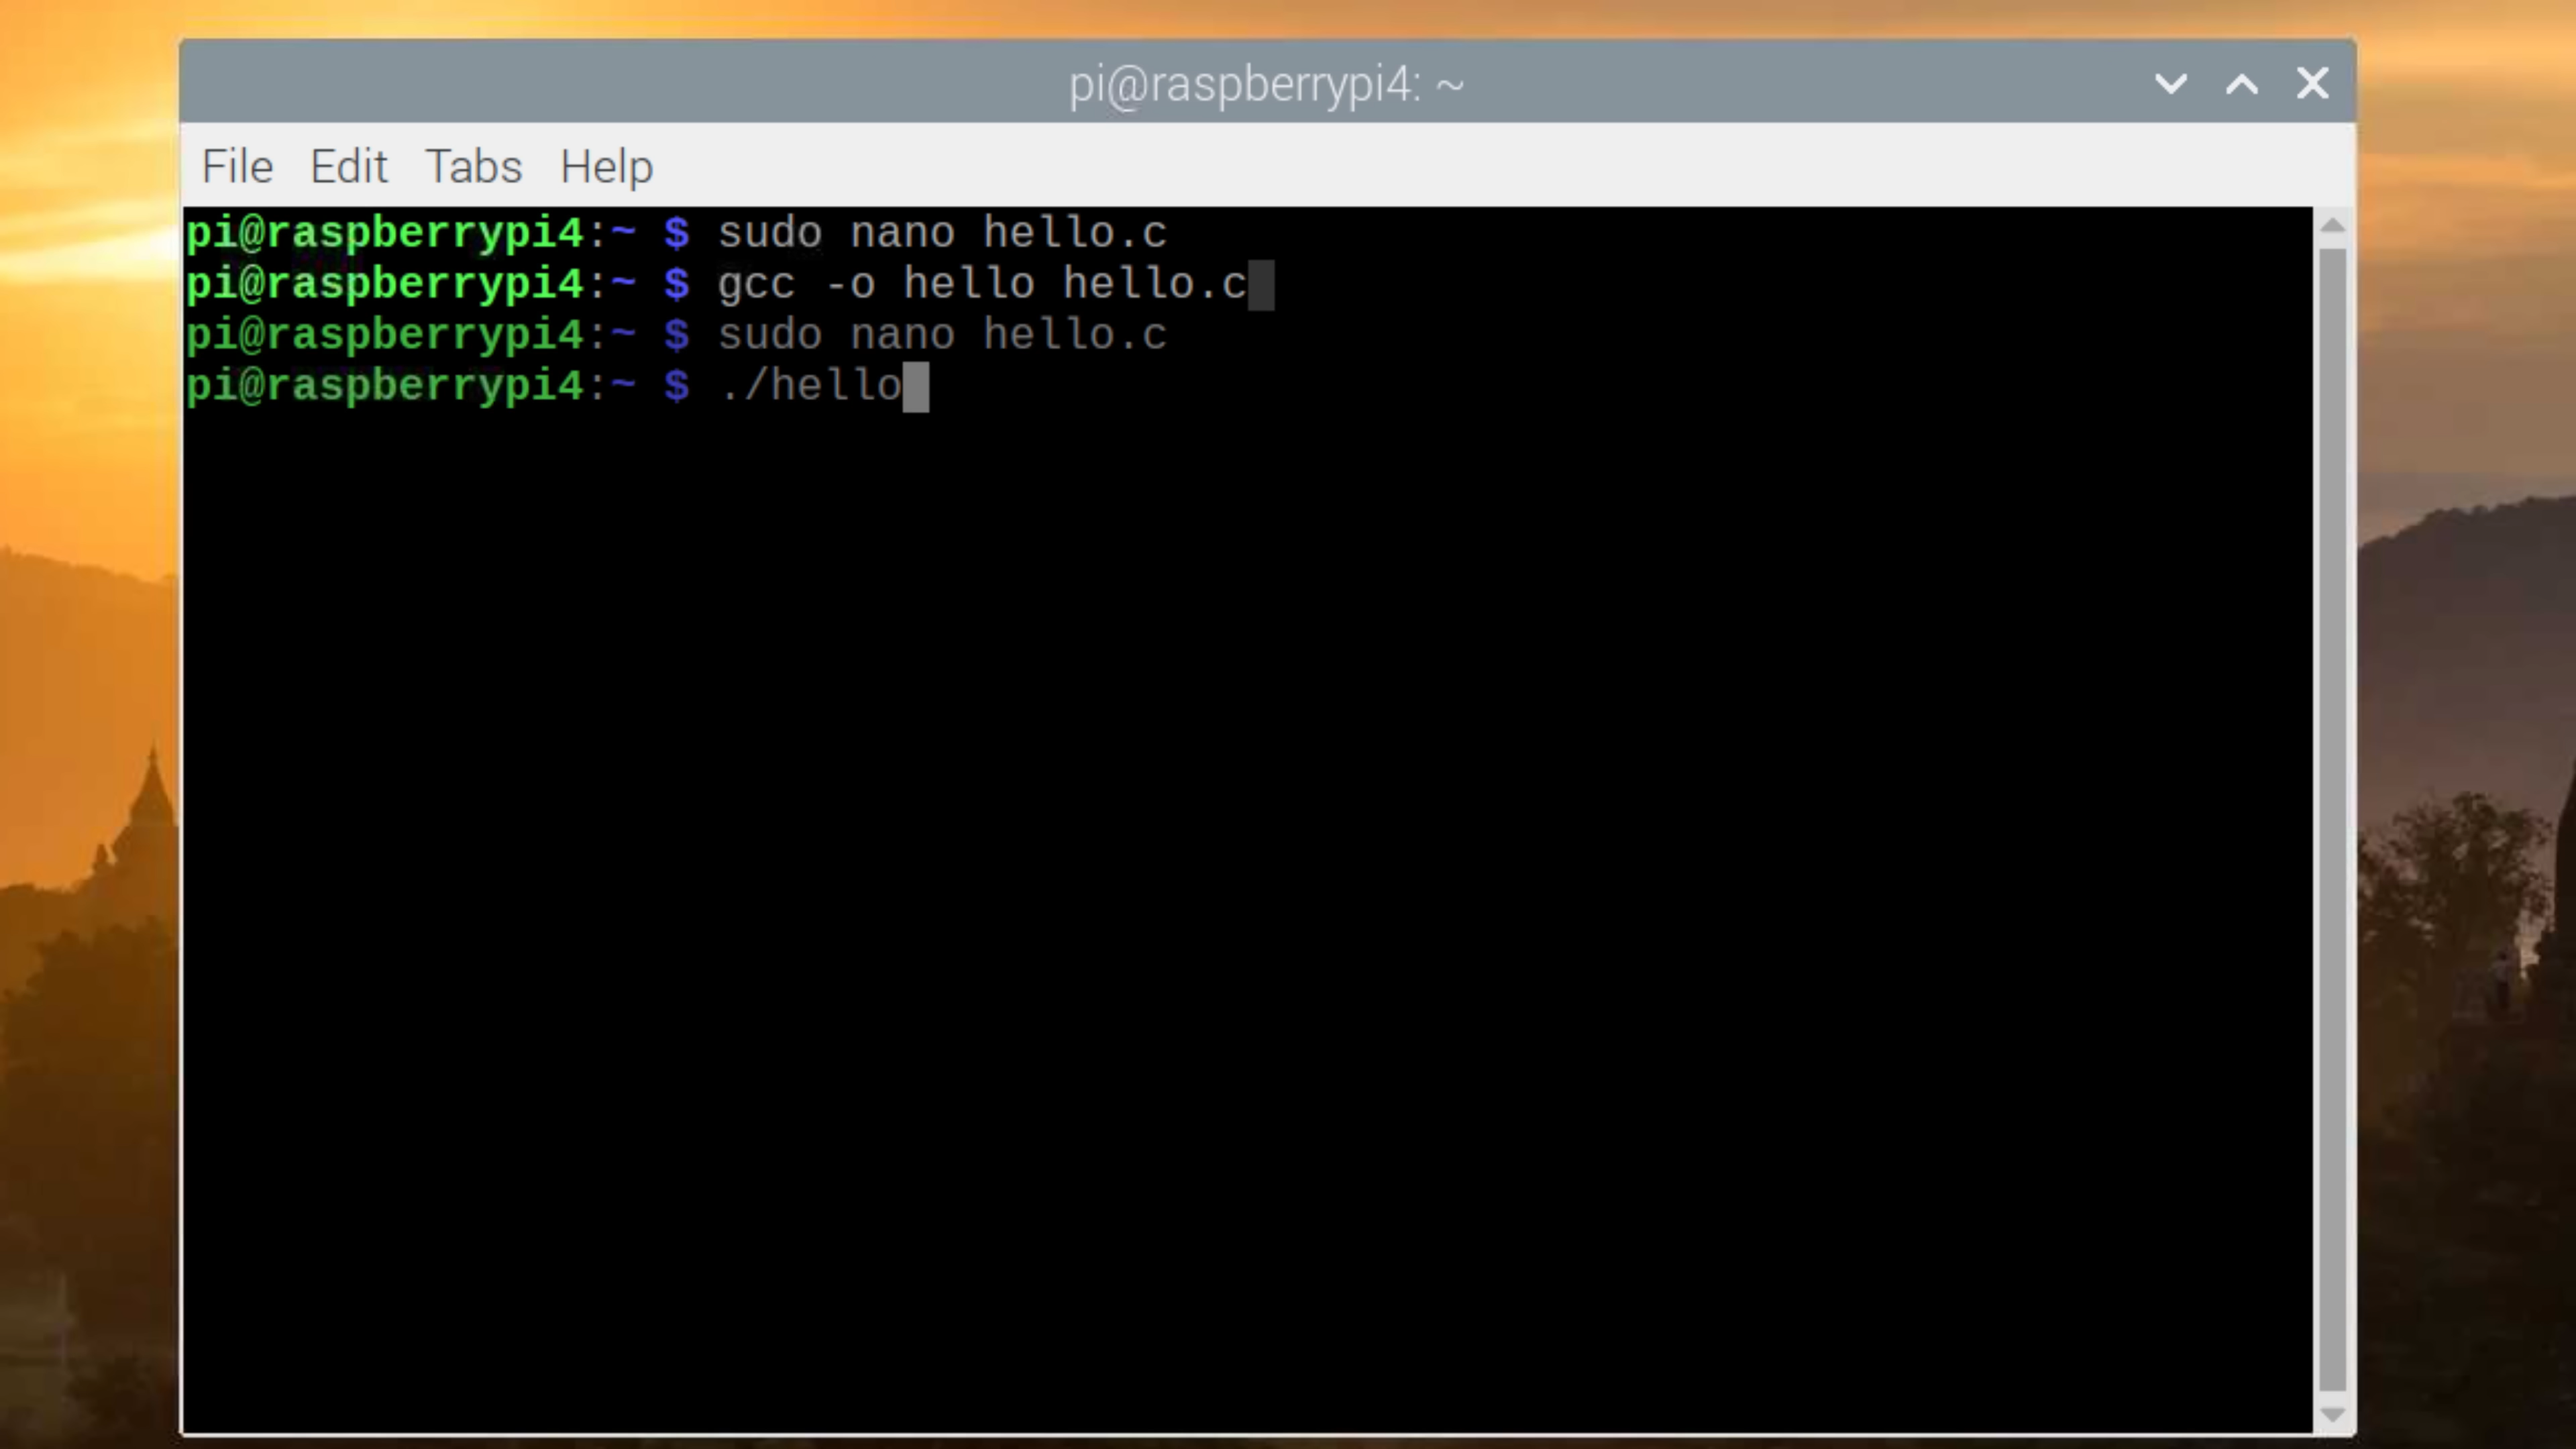 pi@raspberrypi4: ~
File Edit Tabs Help
pi@raspberrypi4:~ $ sudo nano hello.c
pi@raspberrypi4:~ $ gcc -o hello hello.c
pi@raspberrypi4:~ $ sudo nano hello.c
pi@raspberrypi4:~ $ ./hello